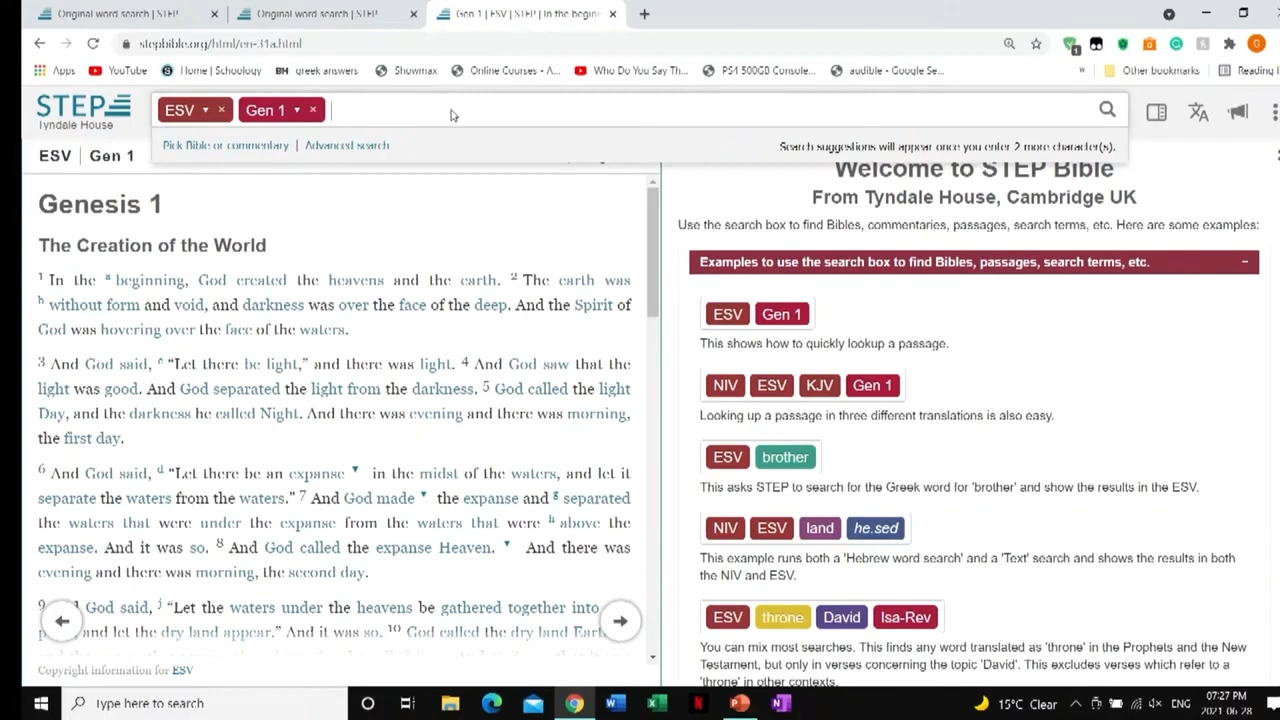 Original word search | STEP
Original word search | STEP
Gen 1 | ESV | STEP | In the beginn
stepbible.org/html/en-31a.html
Apps YouTube Home | Schoology BH greek answers Showmax Online Courses - A... Who Do You Say Th... PS4 500GB Console... audible - Google Se... » Other bookmarks Reading l
STEP
Tyndale House
ESV Gen 1
Pick Bible or commentary | Advanced search
Search suggestions will appear once you enter 2 more character(s).
ESV Gen 1
Genesis 1
The Creation of the World
1 In the a beginning, God created the heavens and the earth. 2 The earth was
b without form and void, and darkness was over the face of the deep. And the Spirit of
God was hovering over the face of the waters.
3 And God said, c “Let there be light,” and there was light. 4 And God saw that the
light was good. And God separated the light from the darkness. 5 God called the light
Day, and the darkness he called Night. And there was evening and there was morning,
the first day.
6 And God said, d “Let there be an expanse in the midst of the waters, and let it
separate the waters from the waters.” 7 And God made the expanse and g separated
the waters that were under the expanse from the waters that were h above the
expanse. And it was so. 8 And God called the expanse Heaven. And there was
evening and there was morning, the second day.
9 God said, j “Let the waters under the heavens be gathered together into
and let the dry land appear.” And it was so. 10 God called the dry land Eart
Copyright information for ESV
Welcome to STEP Bible
From Tyndale House, Cambridge UK
Use the search box to find Bibles, commentaries, passages, search terms, etc. Here are some examples:
Examples to use the search box to find Bibles, passages, search terms, etc. −
ESV Gen 1
This shows how to quickly lookup a passage.
NIV ESV KJV Gen 1
Looking up a passage in three different translations is also easy.
ESV brother
This asks STEP to search for the Greek word for 'brother' and show the results in the ESV.
NIV ESV land he.sed
This example runs both a 'Hebrew word search' and a 'Text' search and shows the results in both
the NIV and ESV.
ESV throne David Isa-Rev
You can mix most searches. This finds any word translated as 'throne' in the Prophets and the New
Testament, but only in verses concerning the topic 'David'. This excludes verses which refer to a
'throne' in other contexts.
Type here to search
15°C Clear
ENG
07:27 PM
2021-06-28